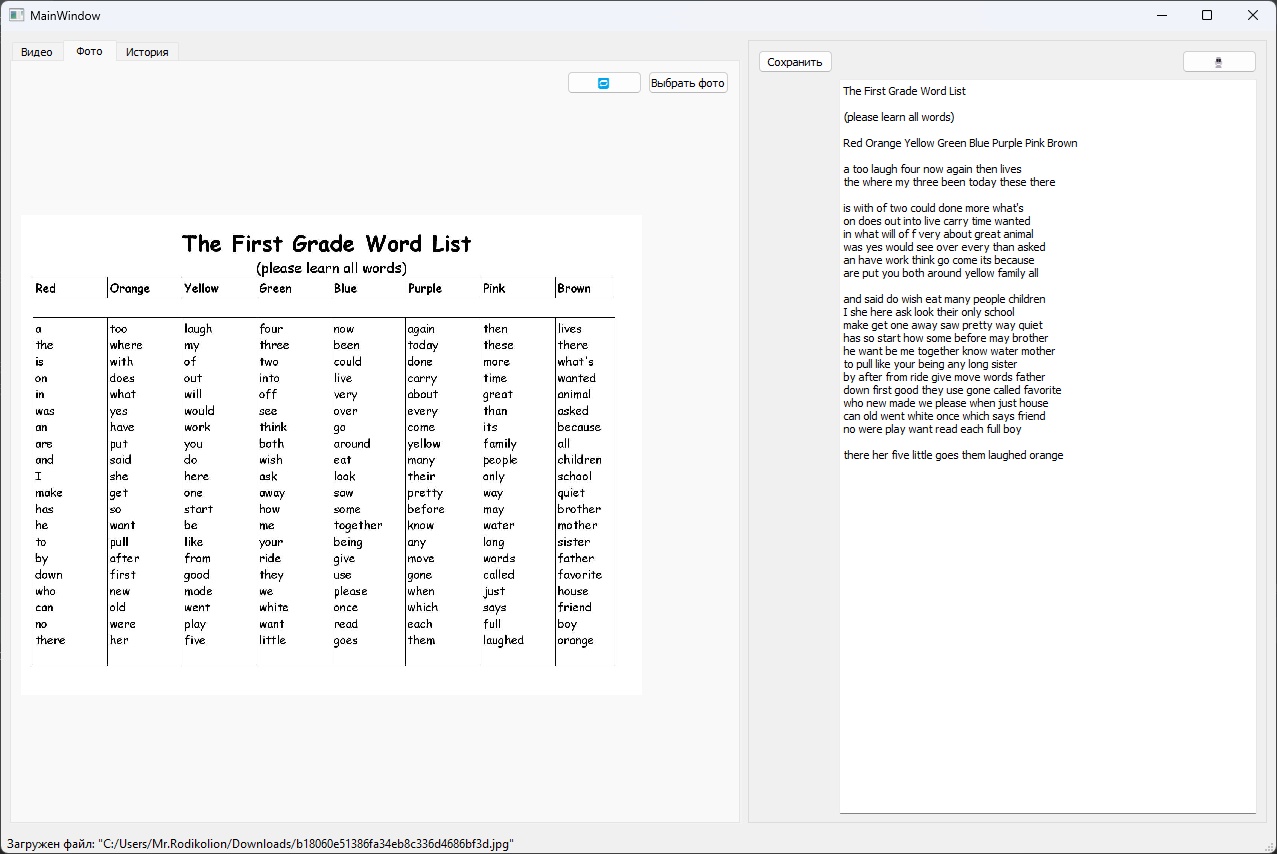 MainWindow
Видео Фото История
Выбрать фото
The First Grade Word List
(please learn all words)
Red Orange Yellow Green Blue Purple Pink Brown
a too laugh four now again then lives
the where my three been today these there
is with of two could done more what's
on does out into live carry time wanted
in what will off very about great animal
was yes would see over every than asked
an have work think go come its because
are put you both around yellow family all
and said do wish eat many people children
I she here ask look their only school
make get one away saw pretty way quiet
has so start how some before may brother
he want be me together know water mother
to pull like your being any long sister
by after from ride give move words father
down first good they use gone called favorite
who new made we please when just house
can old went white once which says friend
no were play want read each full boy
there her five little goes them laughed orange
Сохранить
The First Grade Word List
(please learn all words)
Red Orange Yellow Green Blue Purple Pink Brown
a too laugh four now again then lives
the where my three been today these there
is with of two could done more what's
on does out into live carry time wanted
in what will of f very about great animal
was yes would see over every than asked
an have work think go come its because
are put you both around yellow family all
and said do wish eat many people children
I she here ask look their only school
make get one away saw pretty way quiet
has so start how some before may brother
he want be me together know water mother
to pull like your being any long sister
by after from ride give move words father
down first good they use gone called favorite
who new made we please when just house
can old went white once which says friend
no were play want read each full boy
there her five little goes them laughed orange
Загружен файл: "C:/Users/Mr.Rodikolion/Downloads/b18060e51386fa34eb8c336d4686bf3d.jpg"